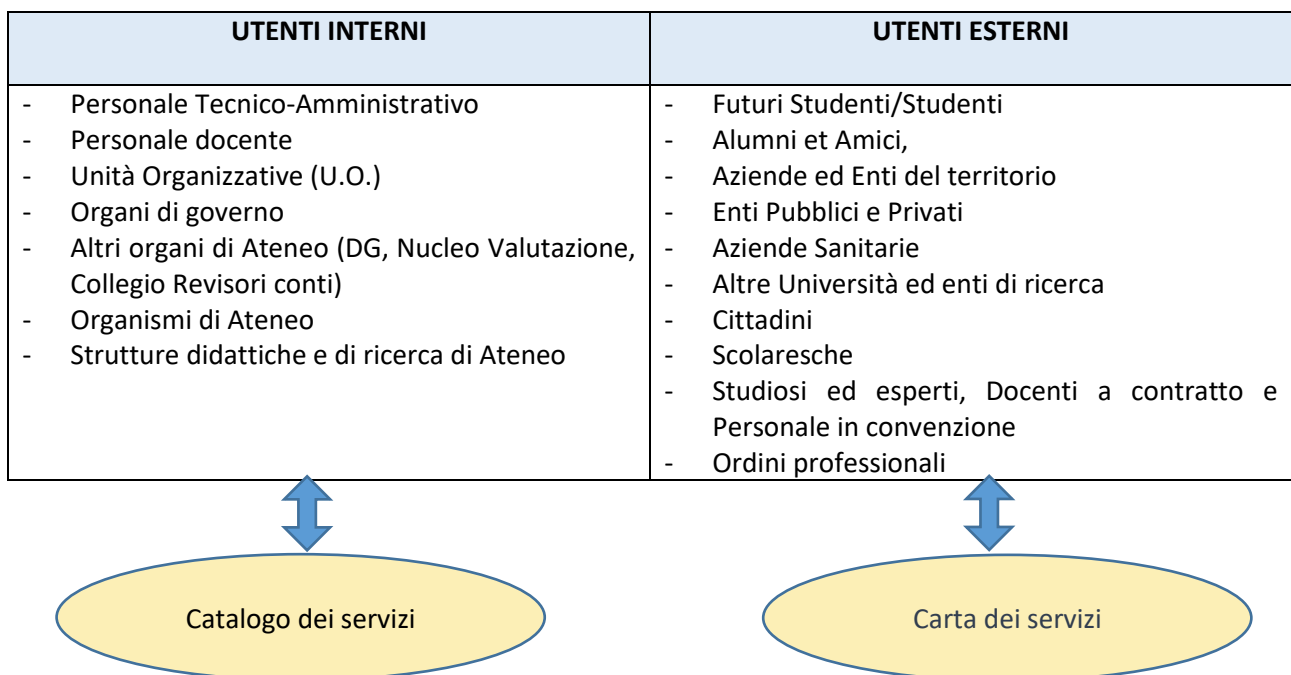 UTENTI INTERNI
- Personale Tecnico-Amministrativo
- Personale docente
- Unità Organizzative (U.O.)
- Organi di governo
- Altri organi di Ateneo (DG, Nucleo Valutazione,
Collegio Revisori conti)
- Organismi di Ateneo
- Strutture didattiche e di ricerca di Ateneo
UTENTI ESTERNI
- Futuri Studenti/Studenti
- Alumni et Amici,
- Aziende ed Enti del territorio
- Enti Pubblici e Privati
- Aziende Sanitarie
- Altre Università ed enti di ricerca
- Cittadini
- Scolaresche
- Studiosi ed esperti, Docenti a contratto e
Personale in convenzione
- Ordini professionali
Catalogo dei servizi
Carta dei servizi